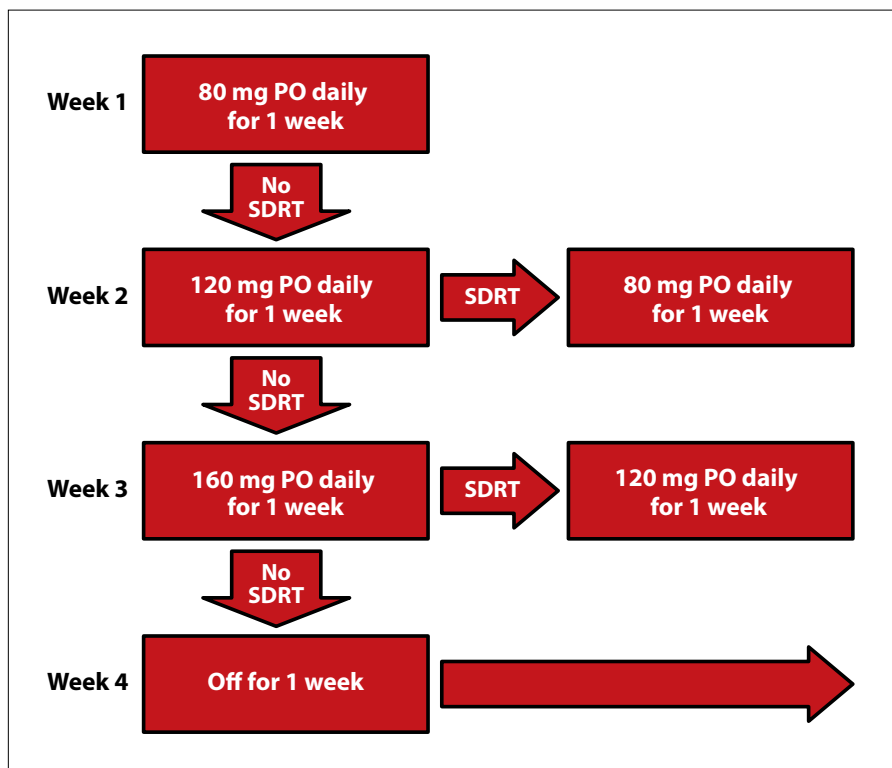 Week 1
80 mg PO daily
for 1 week
No
SDRT
Week 2
120 mg PO daily
for 1 week
SDRT
80 mg PO daily
for 1 week
No
SDRT
Week 3
160 mg PO daily
for 1 week
SDRT
120 mg PO daily
for 1 week
No
SDRT
Week 4
Off for 1 week